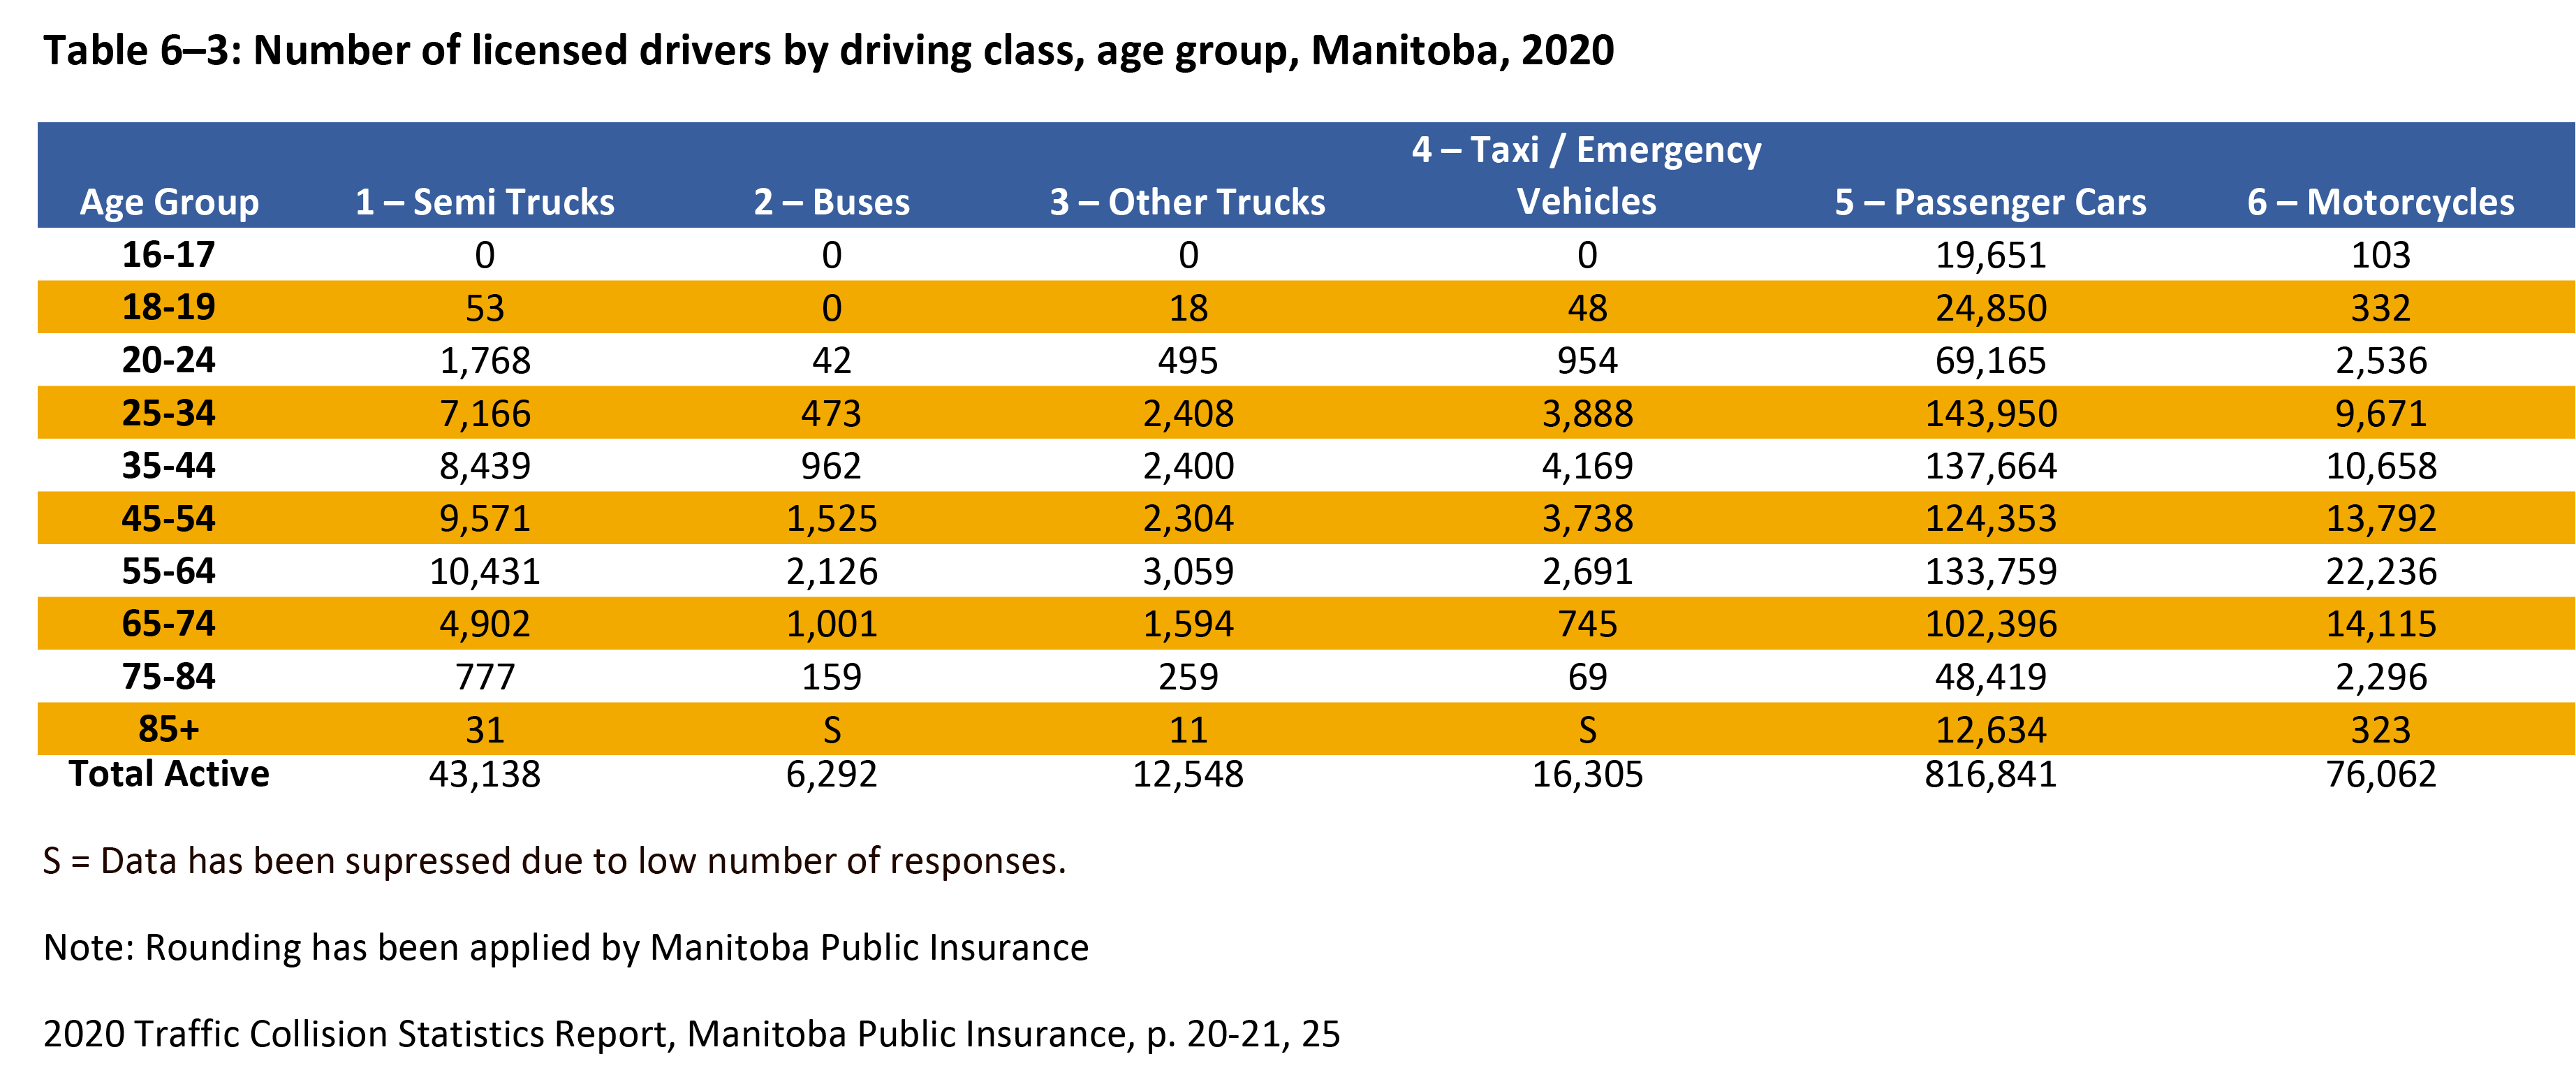 Table 6–3: Number of licensed drivers by driving class, age group, Manitoba, 2020
4 – Taxi / Emergency
Age Group 1 – Semi Trucks 2 – Buses 3 – Other Trucks Vehicles 5 – Passenger Cars 6 – Motorcycles
16-17 0 0 0 0 19,651 103
18-19 53 0 18 48 24,850 332
20-24 1,768 42 495 954 69,165 2,536
25-34 7,166 473 2,408 3,888 143,950 9,671
35-44 8,439 962 2,400 4,169 137,664 10,658
45-54 9,571 1,525 2,304 3,738 124,353 13,792
55-64 10,431 2,126 3,059 2,691 133,759 22,236
65-74 4,902 1,001 1,594 745 102,396 14,115
75-84 777 159 259 69 48,419 2,296
85+ 31 S 11 S 12,634 323
Total Active 43,138 6,292 12,548 16,305 816,841 76,062
S = Data has been supressed due to low number of responses.
Note: Rounding has been applied by Manitoba Public Insurance
2020 Traffic Collision Statistics Report, Manitoba Public Insurance, p. 20-21, 25